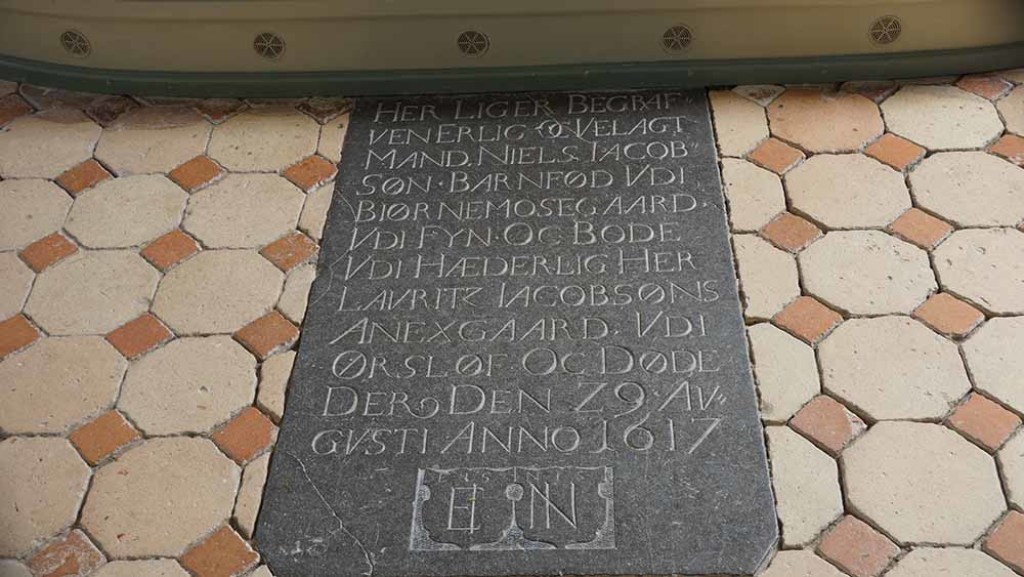 HER LIGER BEGRAF⸗
VEN ERLIG OC VELAGT
MAND. NIELS IACOB⸗
SØN. BARNFØD VDI
BIØRNEMOSEGAARD.
VDI FYN. OC BODE
VDI HÆDERLIG HER
LAVRITZ IACOBSØNS
ANEXGAARD. VDI
ØRSLØF OC DØDE
DER DEN 29. AV⸗
GVSTI ANNO 1617